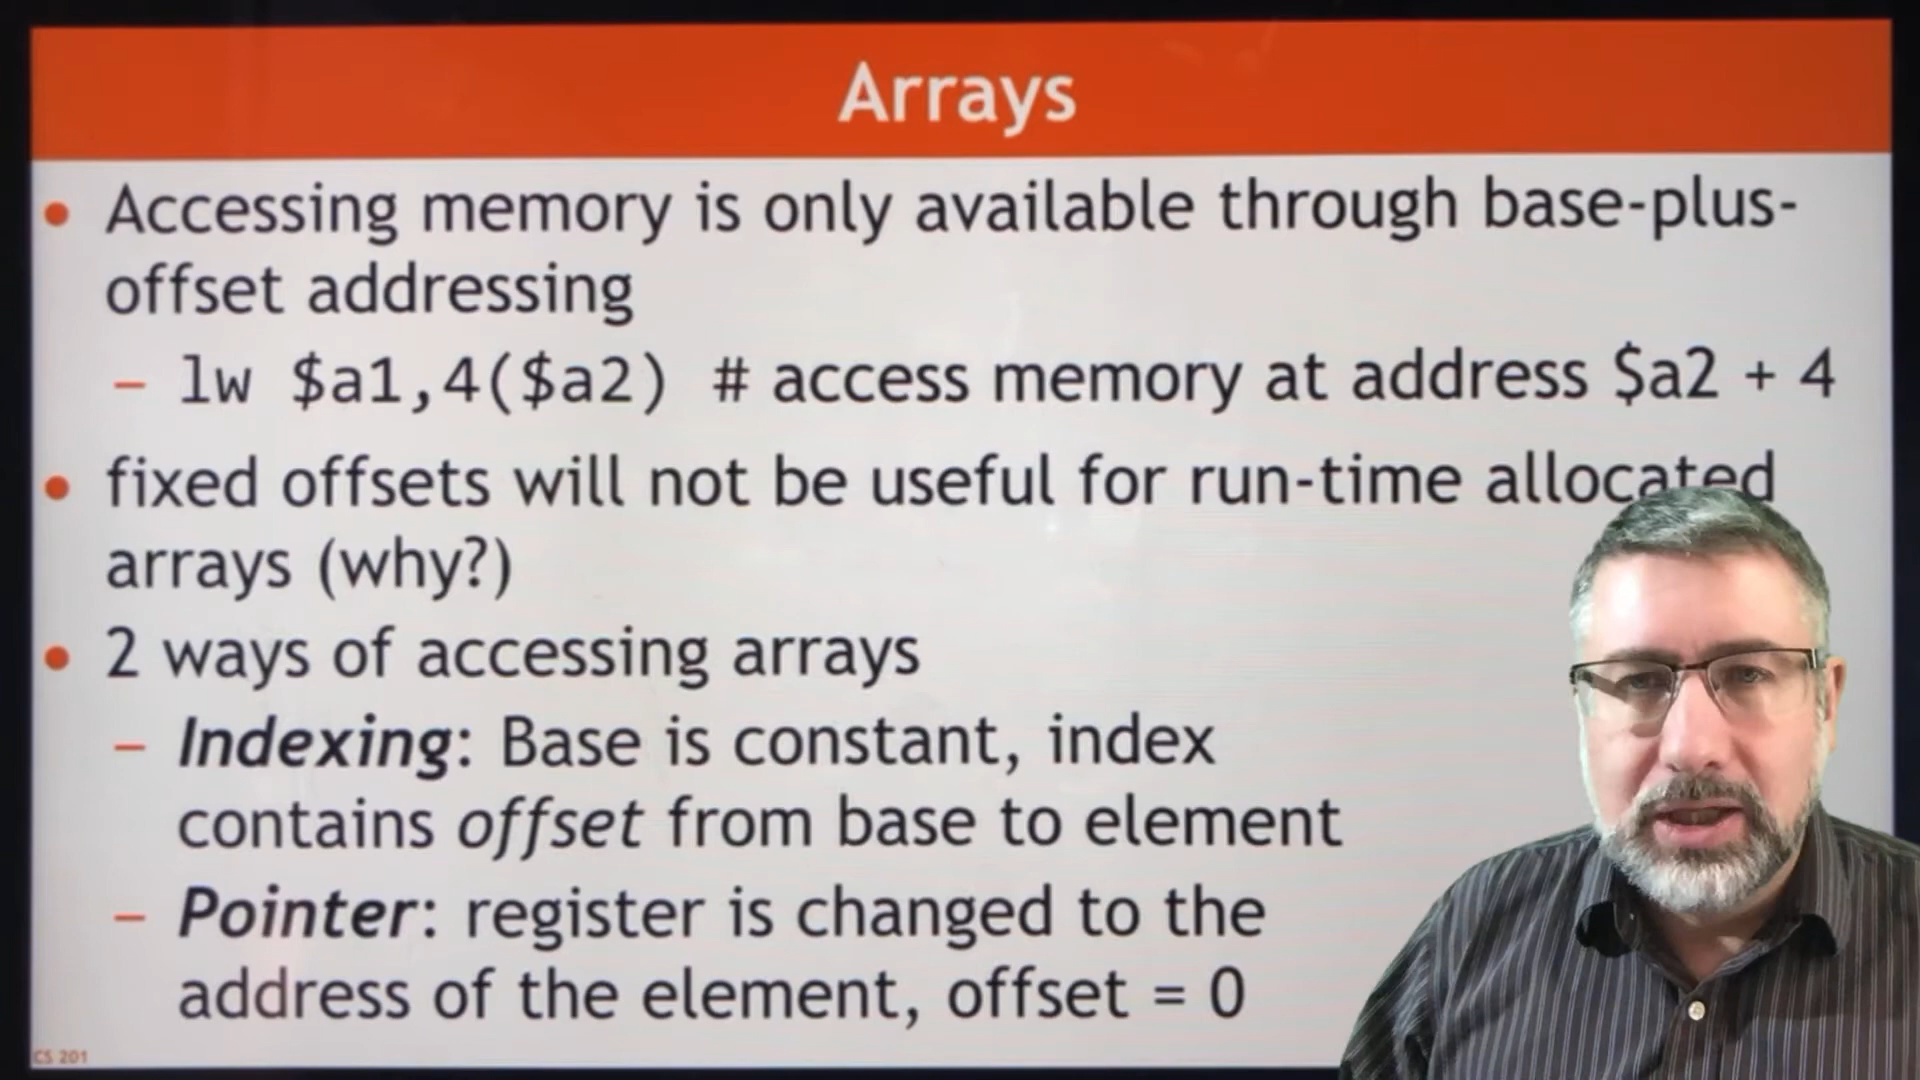 Arrays
• Accessing memory is only available through base-plus-
offset addressing
– lw $a1,4($a2) # access memory at address $a2 + 4
• fixed offsets will not be useful for run-time allocated
arrays (why?)
• 2 ways of accessing arrays
– Indexing: Base is constant, index
contains offset from base to element
– Pointer: register is changed to the
address of the element, offset = 0
CS 201